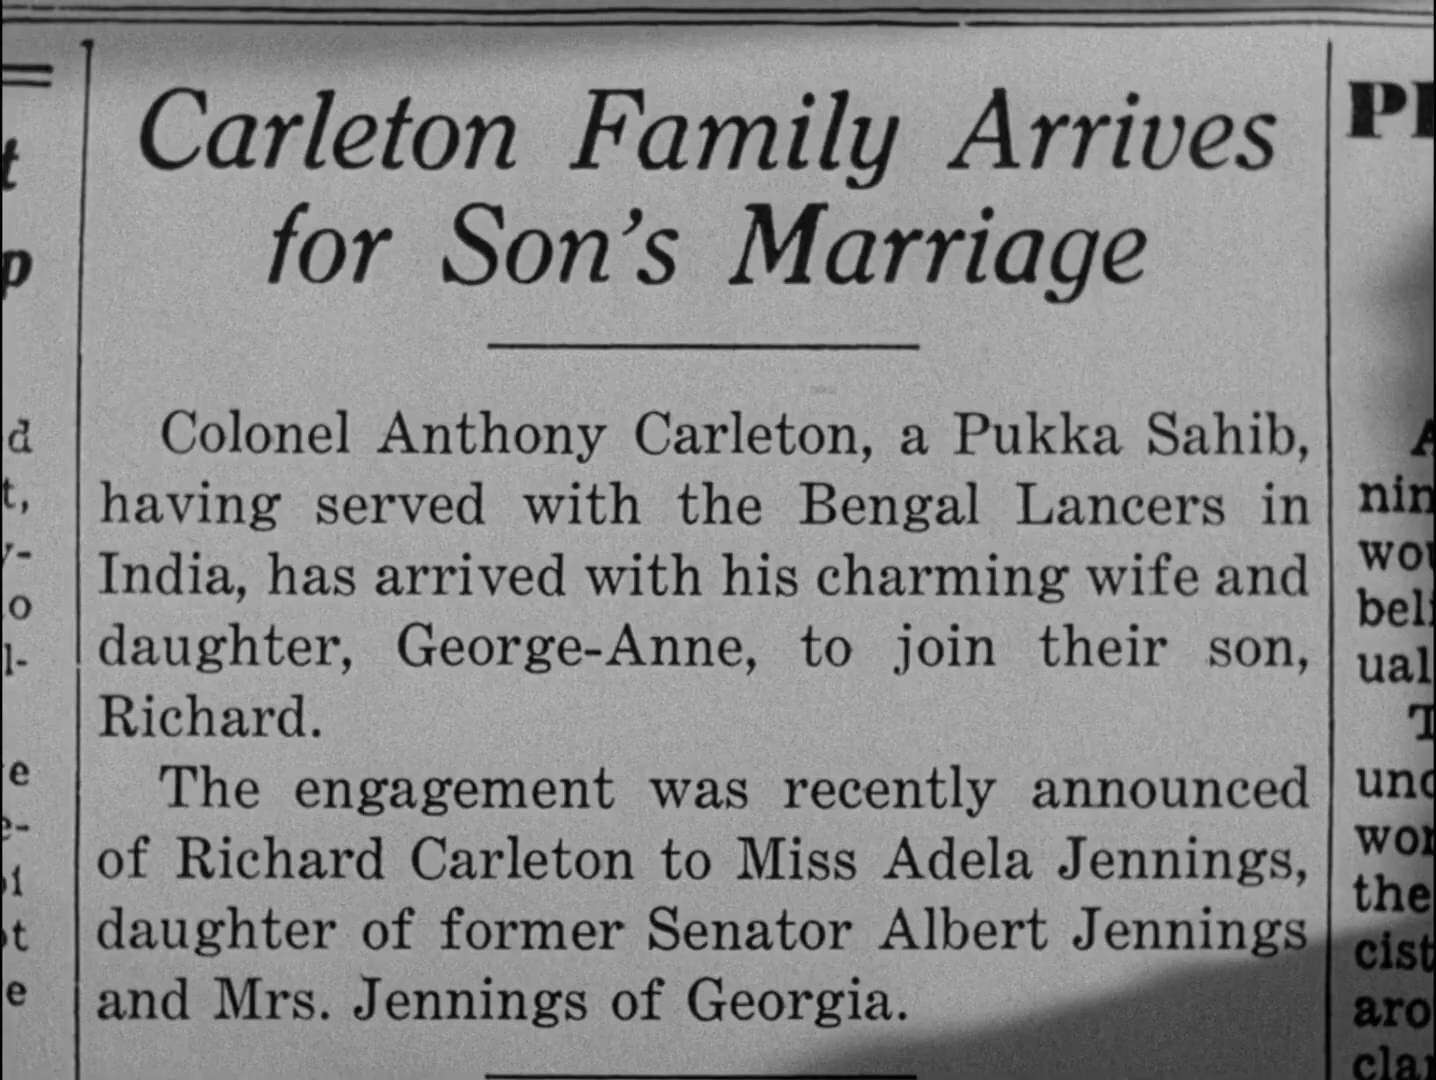 Carleton Family Arrives
for Son's Marriage
Colonel Anthony Carleton, a Pukka Sahib,
having served with the Bengal Lancers in
India, has arrived with his charming wife and
daughter, George-Anne, to join their son,
Richard.
The engagement was recently announced
of Richard Carleton to Miss Adela Jennings,
daughter of former Senator Albert Jennings
and Mrs. Jennings of Georgia.